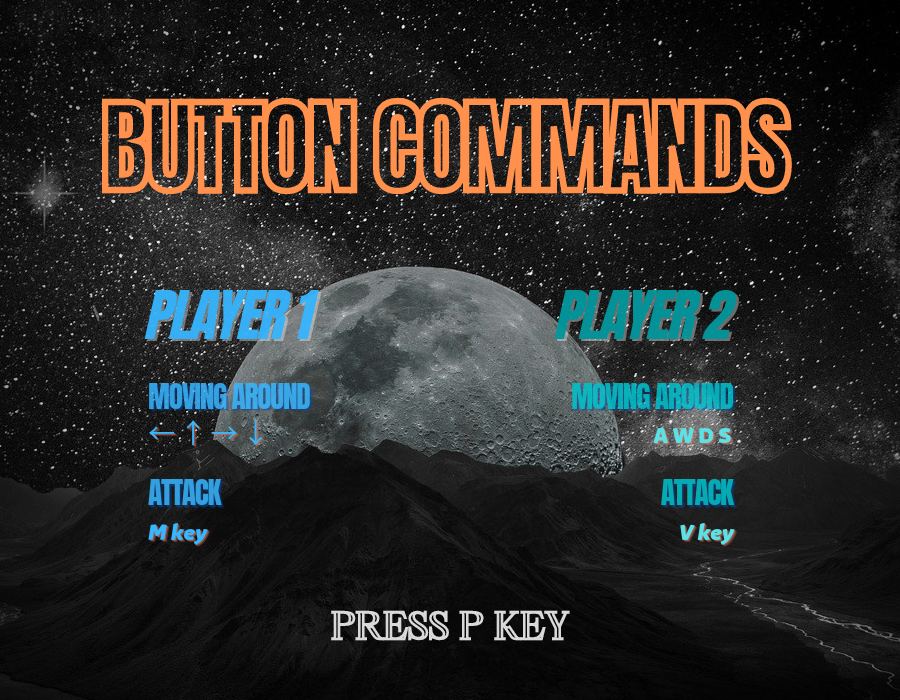 BUTTON COMMANDS
PLAYER 1
MOVING AROUND
← ↑ → ↓
ATTACK
M key
PLAYER 2
MOVING AROUND
A W D S
ATTACK
V key
PRESS P KEY